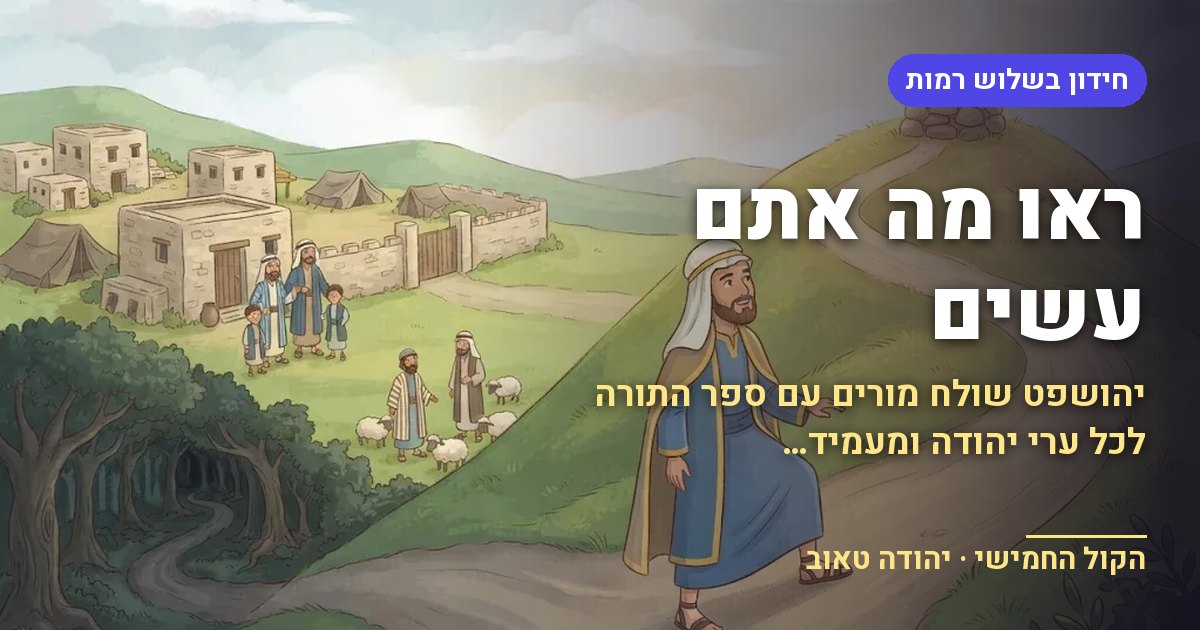 חידון בשלוש רמות
ראו מה אתם
עשים
יהושפט שולח מורים עם ספר התורה
לכל ערי יהודה ומעמיד...
הקול החמישי · יהודה טאוב